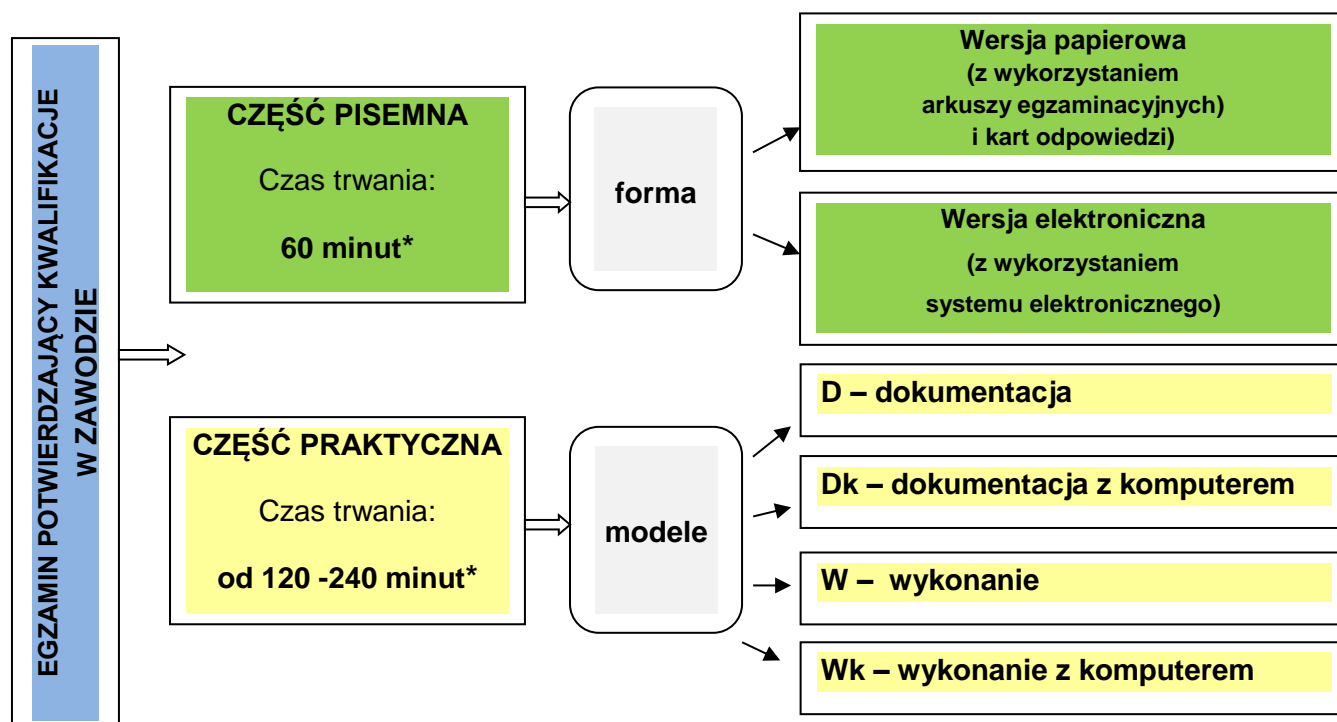 EGZAMIN POTWIERDZAJĄCY KWALIFIKACJE
W ZAWODZIE
CZĘŚĆ PISEMNA
Czas trwania:
60 minut*
forma
Wersja papierowa
(z wykorzystaniem
arkuszy egzaminacyjnych)
i kart odpowiedzi)
Wersja elektroniczna
(z wykorzystaniem
systemu elektronicznego)
CZĘŚĆ PRAKTYCZNA
Czas trwania:
od 120 -240 minut*
modele
D – dokumentacja
Dk – dokumentacja z komputerem
W – wykonanie
Wk – wykonanie z komputerem